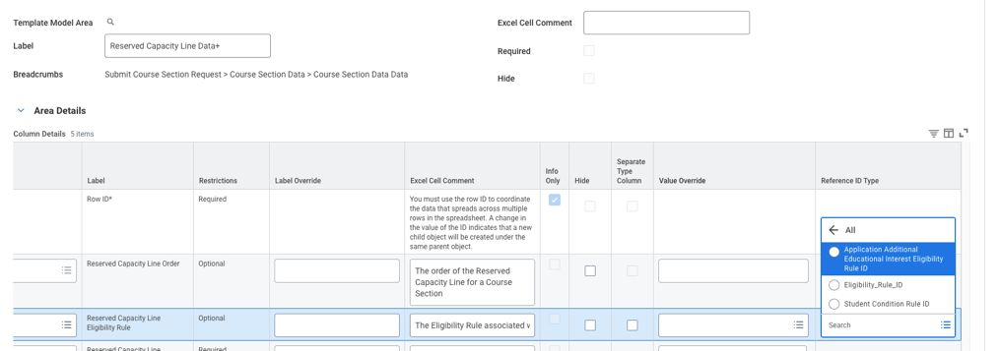 Template Model Area
Excel Cell Comment
Label
Reserved Capacity Line Data+
Required
Breadcrumbs
Submit Course Section Request > Course Section Data > Course Section Data Data
Hide
Area Details
Column Details 5 items
Label
Restrictions
Label Override
Excel Cell Comment
Info
Only
Hide
Separate
Type
Column
Value Override
Reference ID Type
Row ID*
Required
You must use the row ID to coordinate
the data that spreads across multiple
rows in the spreadsheet. A change in
the value of the ID indicates that a new
child object will be created under the
same parent object.
All
Application Additional
Educational Interest Eligibility
Rule ID
Eligibility_Rule_ID
Student Condition Rule ID
Search
Reserved Capacity Line Order
Optional
The order of the Reserved
Capacity Line for a Course
Section
Reserved Capacity Line
Eligibility Rule
Optional
The Eligibility Rule associated
Reserved Capacity Line
Required